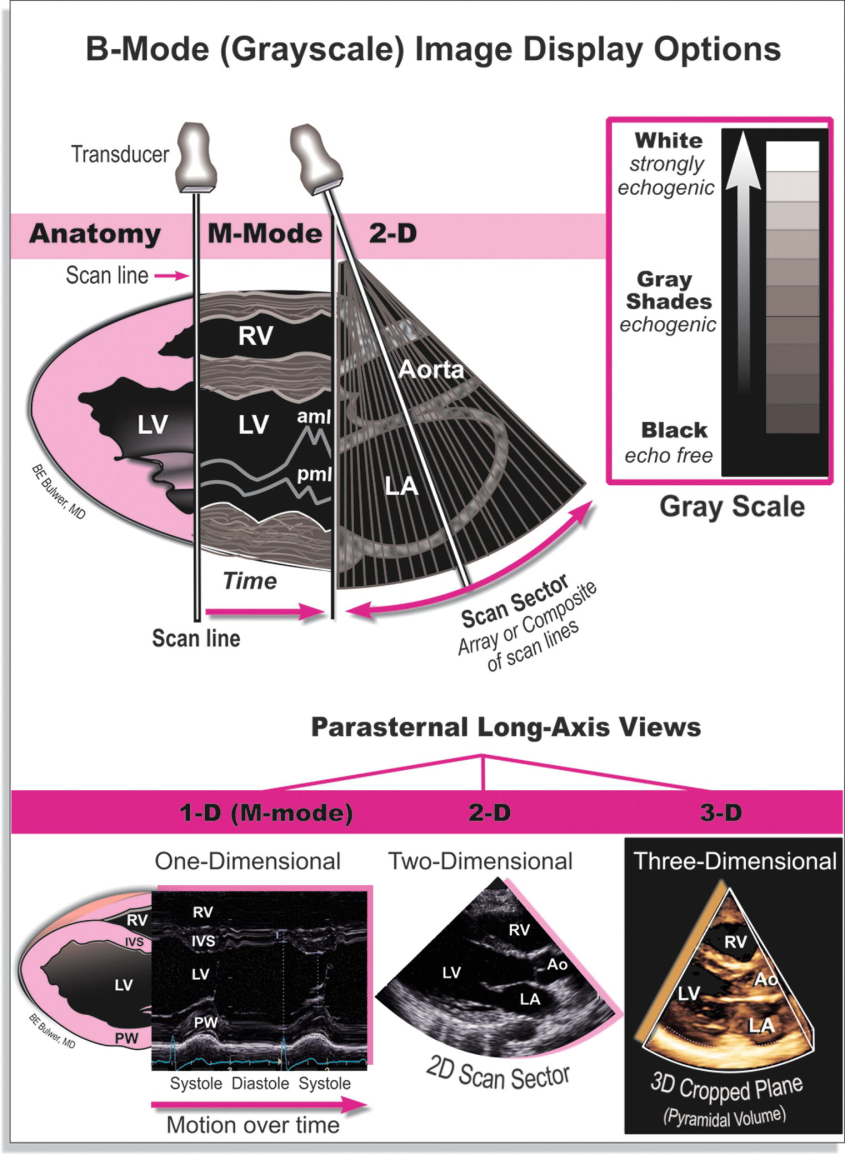 B-Mode (Grayscale) Image Display Options
Transducer
Anatomy
M-Mode
2-D
Scan line
RV
LV
LV
aml
pml
Aorta
LA
BE Bulwer, MD
Time
Scan line
Scan Sector
Array or Composite
of scan lines
White
strongly
echogenic
Gray
Shades
echogenic
Black
echo free
Gray Scale
Parasternal Long-Axis Views
1-D (M-mode)
2-D
3-D
One-Dimensional
Two-Dimensional
Three-Dimensional
RV
IVS
LV
PW
BE Bulwer, MD
RV
IVS
LV
PW
Systole
Diastole
Systole
Motion over time
RV
LV
Ao
LA
2D Scan Sector
RV
Ao
LV
LA
3D Cropped Plane
(Pyramidal Volume)